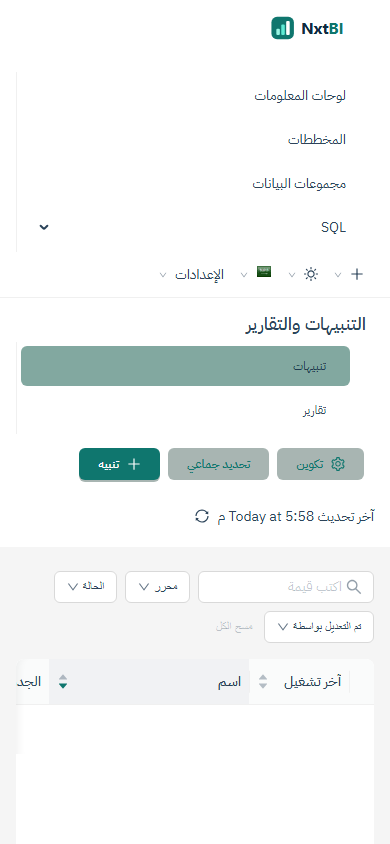 NxtBI
لوحات المعلومات
المخططات
مجموعات البيانات
SQL
الإعدادات
التنبيهات والتقارير
تنبيهات
تقارير
تكوين
تحديد جماعي
تنبيه
آخر تحديث Today at 5:58 م
اكتب قيمة
محرر
الحالة
تم التعديل بواسطة
مسح الكل
آخر تشغيل
اسم
الجد